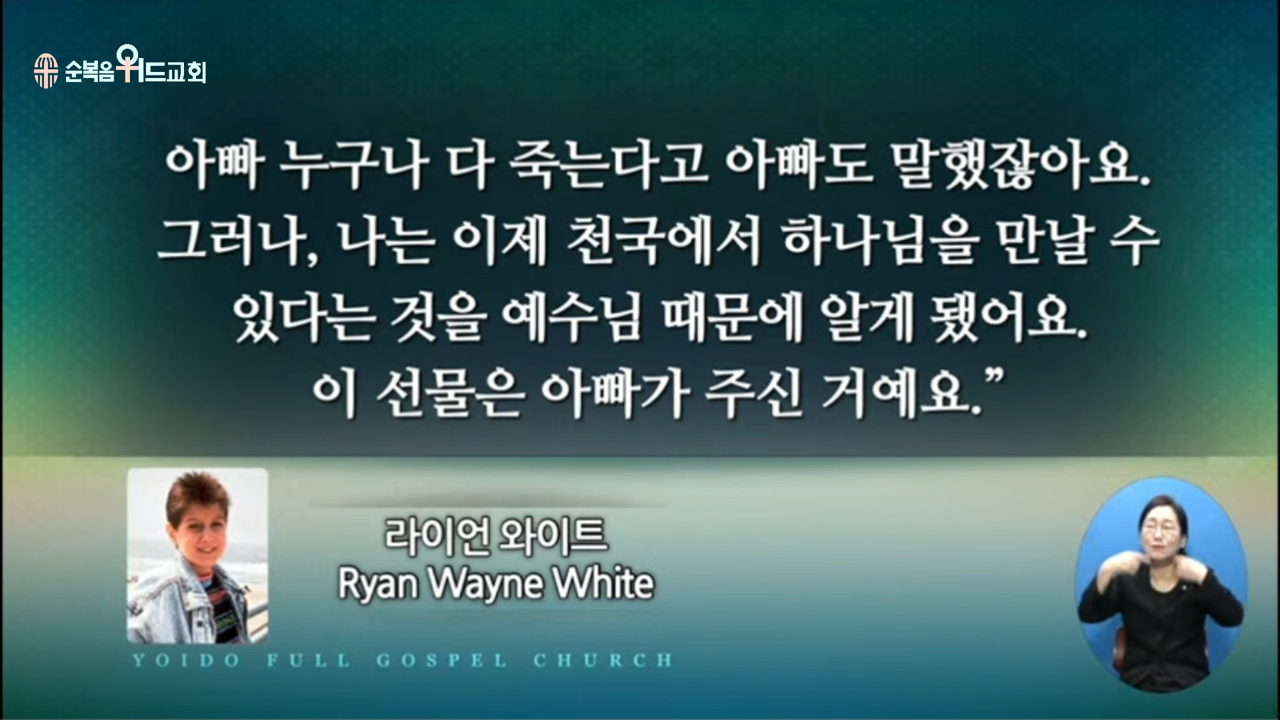 순복음워드교회
아빠 누구나 다 죽는다고 아빠도 말했잖아요.
그러나, 나는 이제 천국에서 하나님을 만날 수
있다는 것을 예수님 때문에 알게 됐어요.
이 선물은 아빠가 주신 거예요.”
라이언 와이트
Ryan Wayne White
YOIDO FULL GOSPEL CHURCH